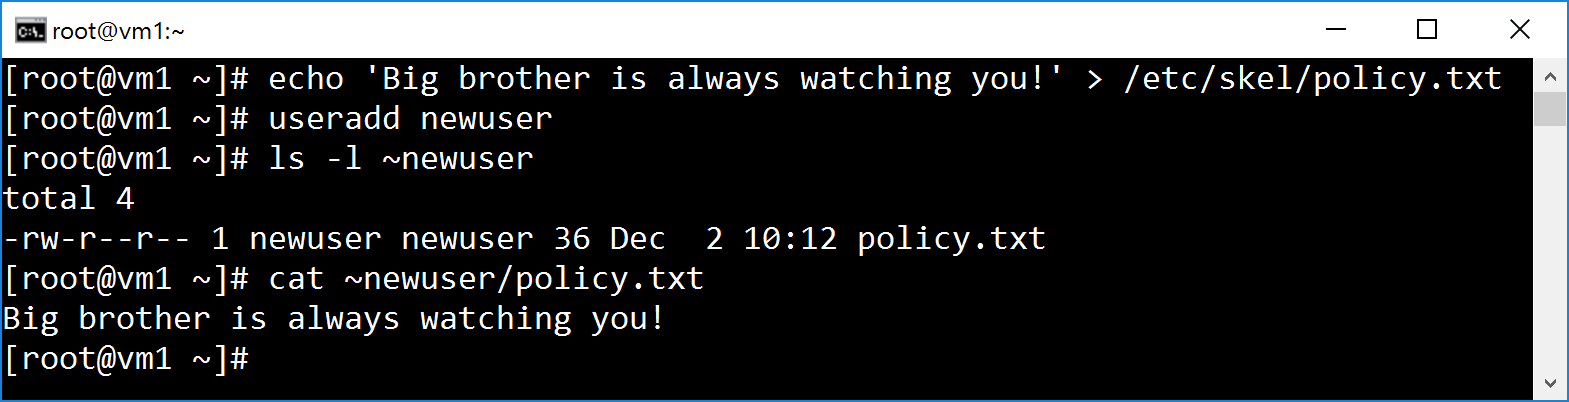 root@vm1:~
[root@vm1 ~]# echo 'Big brother is always watching you!' > /etc/skel/policy.txt
[root@vm1 ~]# useradd newuser
[root@vm1 ~]# ls -l ~newuser
total 4
-rw-r--r-- 1 newuser newuser 36 Dec  2 10:12 policy.txt
[root@vm1 ~]# cat ~newuser/policy.txt
Big brother is always watching you!
[root@vm1 ~]#